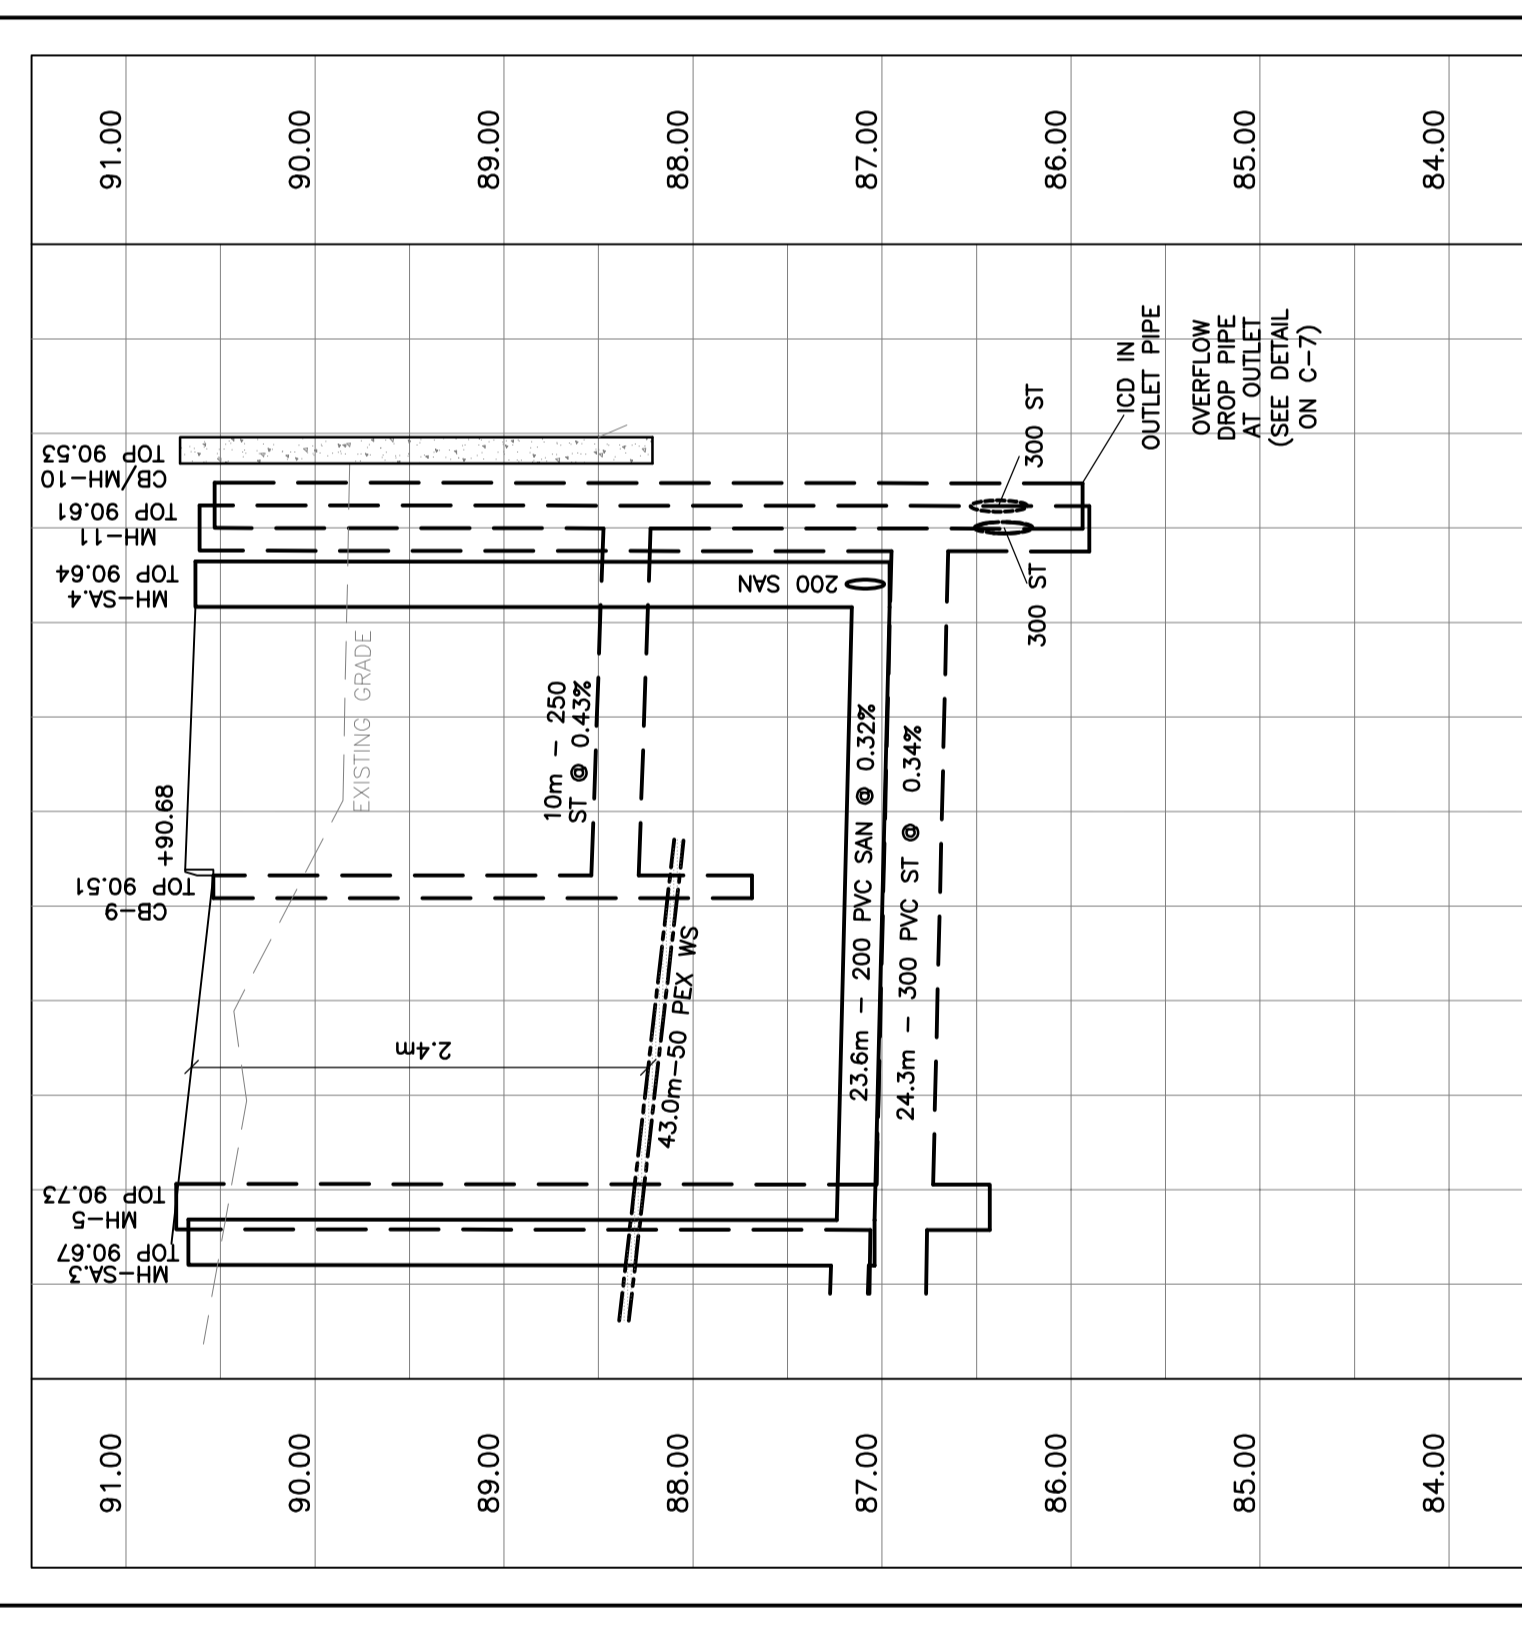 91.00
90.00
89.00
88.00
87.00
86.00
85.00
84.00
CB/MH-10
TOP 90.53
MH-11
TOP 90.61
MH-SA.4
TOP 90.64
+90.68
CB-9
TOP 90.51
MH-5
TOP 90.73
MH-SA.3
TOP 90.67
EXISTING GRADE
2.4m
10m - 250
ST @ 0.43%
43.0m-50 PEX WS
200 SAN
23.6m - 200 PVC SAN @ 0.32%
24.3m - 300 PVC ST @ 0.34%
300 ST
300 ST
ICD IN
OUTLET PIPE
OVERFLOW
DROP PIPE
AT OUTLET
(SEE DETAIL
ON C-7)
91.00
90.00
89.00
88.00
87.00
86.00
85.00
84.00